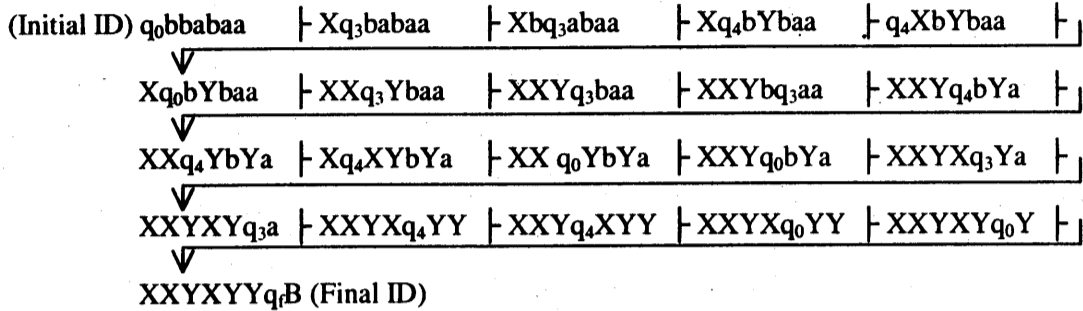 (Initial ID) q₀bbabaa ├ Xq₃babaa ├ Xbq₃abaa ├ Xq₄bYbaa ├ q₄XbYbaa ├
Xq₀bYbaa ├ XXq₃Ybaa ├ XXYq₃baa ├ XXYbq₃aa ├ XXYq₄bYa ├
XXq₄YbYa ├ Xq₄XYbYa ├ XX q₀YbYa ├ XXYq₀bYa ├ XXYXq₃Ya ├
XXYXYq₃a ├ XXYXq₄YY ├ XXYq₄XYY ├ XXYXq₀YY ├ XXYXYq₀Y ├
XXYXYYqfB (Final ID)